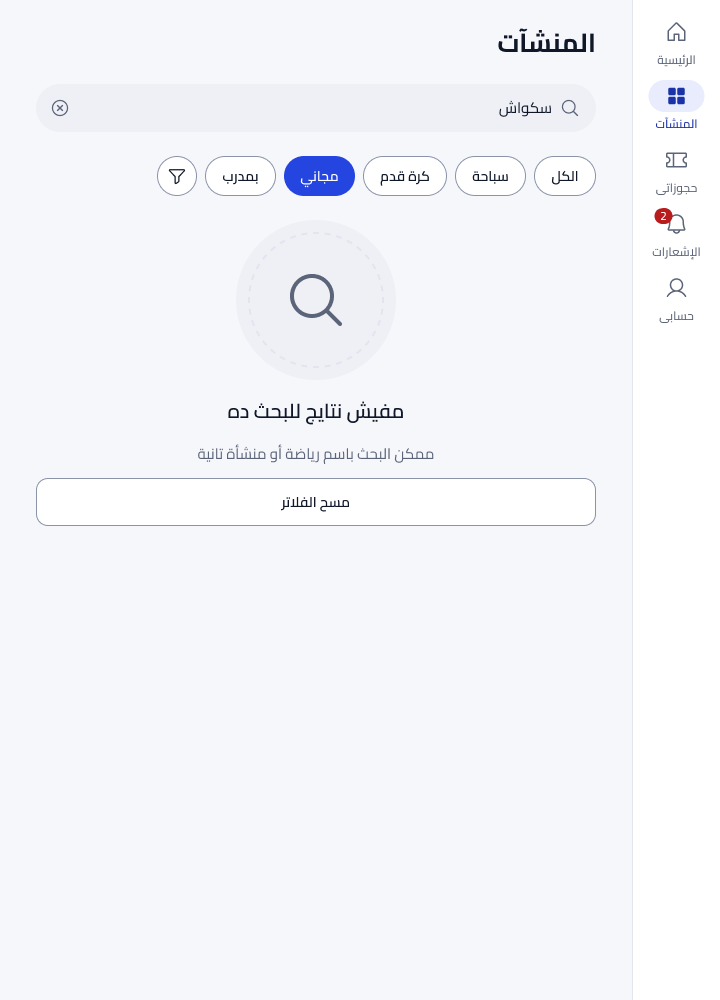 الرئيسية
المنشآت
حجوزاتي
2
الإشعارات
حسابي
المنشآت
سكواش
الكل
سباحة
كرة قدم
مجاني
بمدرب
مفيش نتايج للبحث ده
ممكن البحث باسم رياضة أو منشأة تانية
مسح الفلاتر